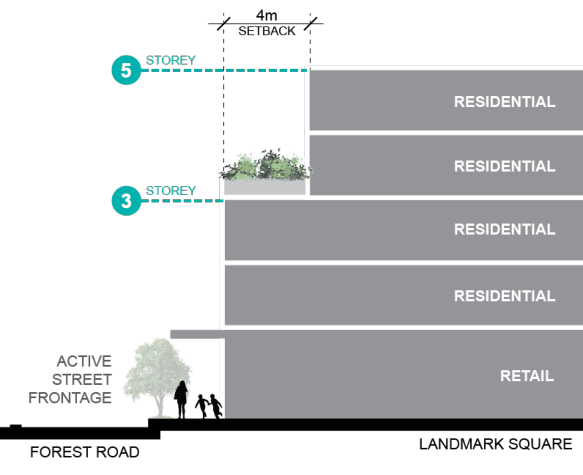 4m
SETBACK
5 STOREY
RESIDENTIAL
RESIDENTIAL
3 STOREY
RESIDENTIAL
RESIDENTIAL
ACTIVE
STREET
FRONTAGE
RETAIL
FOREST ROAD
LANDMARK SQUARE